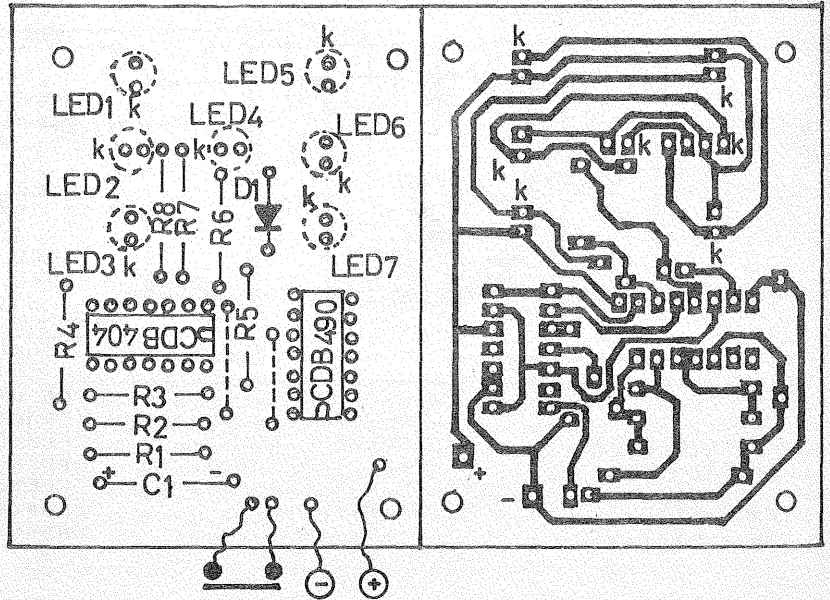 k
LED5
LED1
k
LED4
k
k
LED6
LED2
k
D1
k
R8
R7
R6
LED3
k
LED7
R4
CDB404
R5
CDB490
R3
R2
R1
+
C1
-
-
+
k
k
k
k
k
k
k
+
-